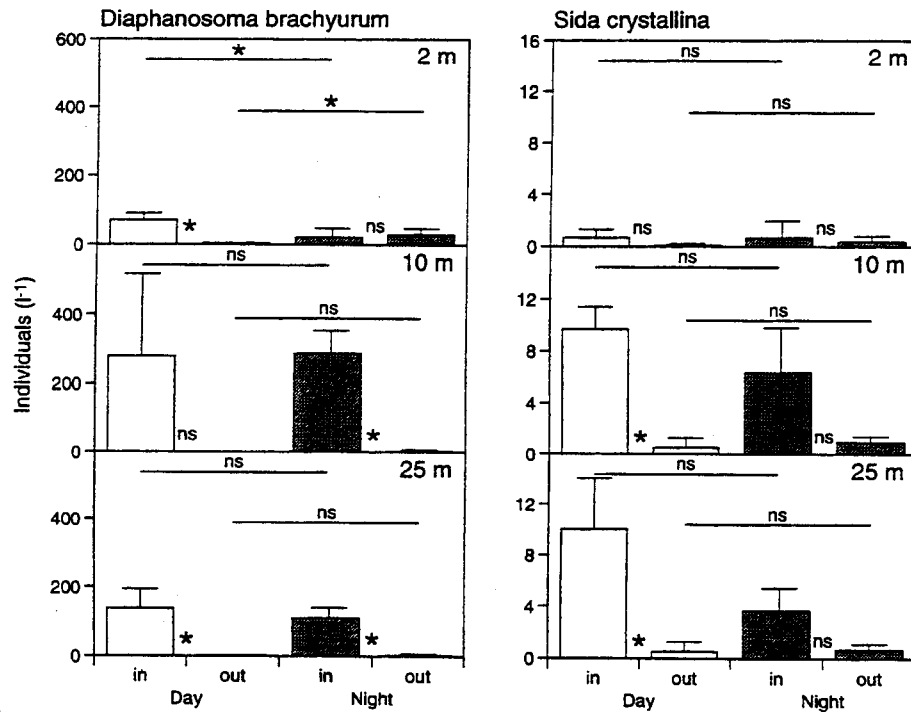 Diaphanosoma brachyurum
600
400
200
0
2 m
*
*
*
ns
10 m
400
200
0
ns
ns
ns
*
25 m
400
200
0
ns
ns
*
*
in out in out
Day Night
Individuals (l-1)
Sida crystallina
16
12
8
4
0
2 m
ns
ns
ns
ns
10 m
12
8
4
0
ns
ns
*
ns
25 m
12
8
4
0
ns
ns
*
ns
in out in out
Day Night